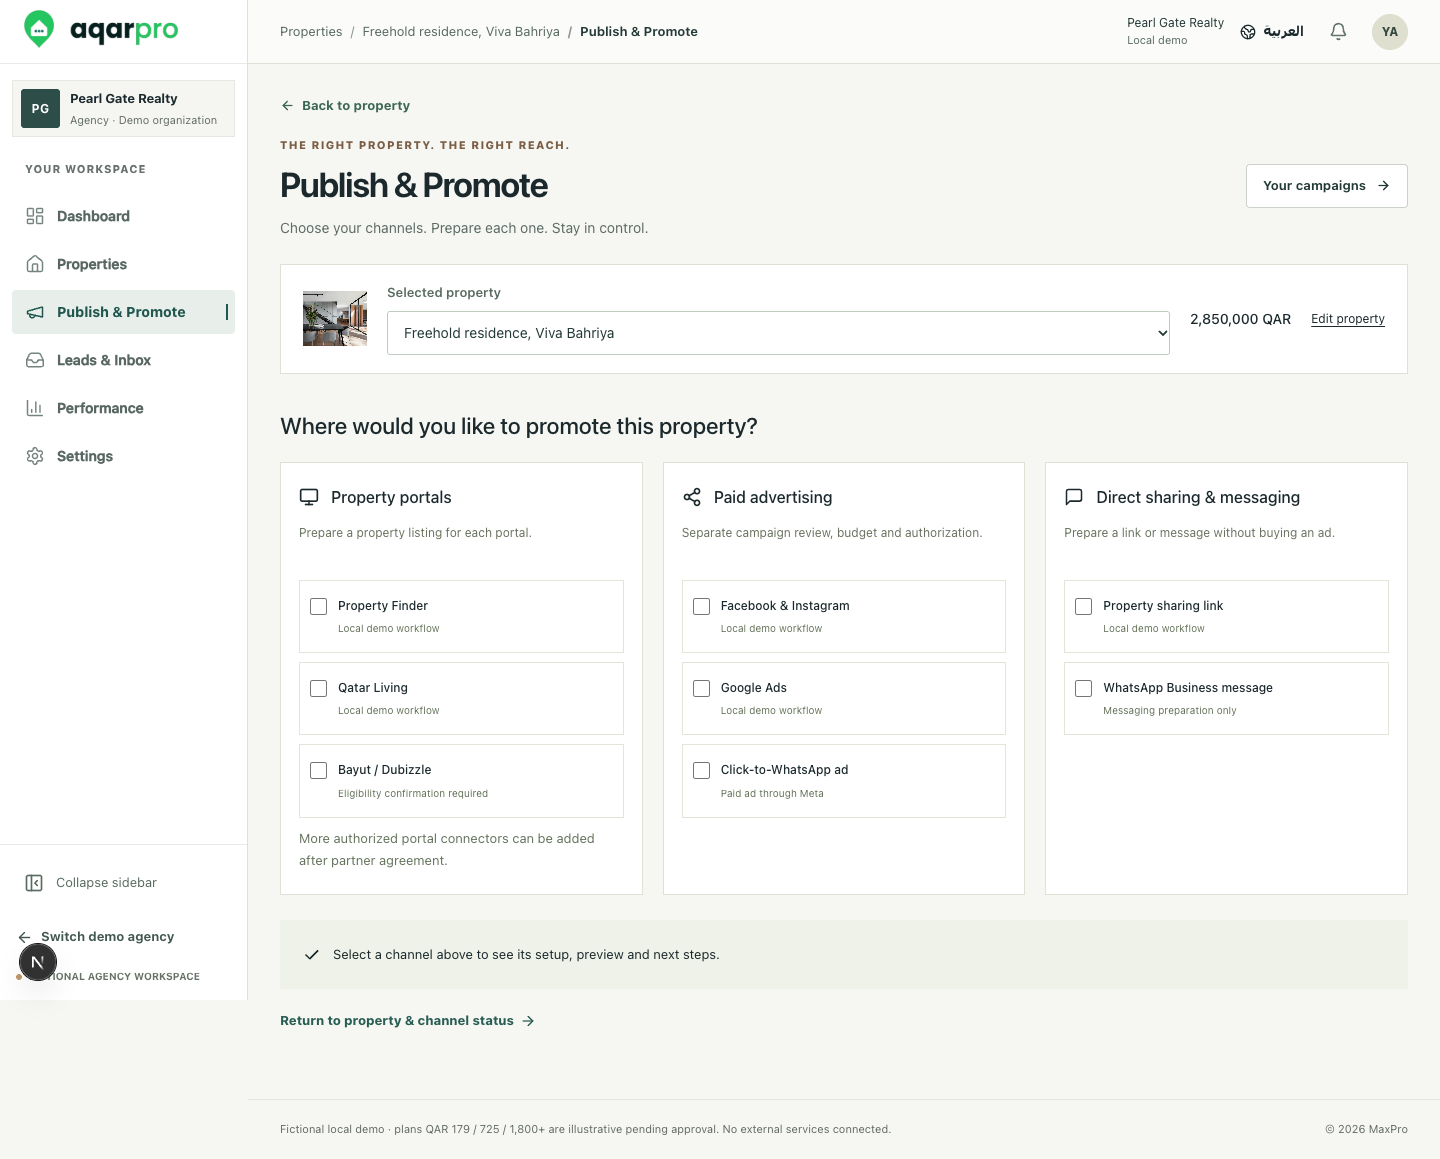 aqarpro
Properties / Freehold residence, Viva Bahriya / Publish & Promote
Pearl Gate Realty
Local demo
العربية
YA
PG
Pearl Gate Realty
Agency · Demo organization
YOUR WORKSPACE
Dashboard
Properties
Publish & Promote
Leads & Inbox
Performance
Settings
Collapse sidebar
Switch demo agency
N
IONAL AGENCY WORKSPACE
Back to property
THE RIGHT PROPERTY. THE RIGHT REACH.
Publish & Promote
Your campaigns
Choose your channels. Prepare each one. Stay in control.
Selected property
Freehold residence, Viva Bahriya
2,850,000 QAR
Edit property
Where would you like to promote this property?
Property portals
Prepare a property listing for each portal.
Property Finder
Local demo workflow
Qatar Living
Local demo workflow
Bayut / Dubizzle
Eligibility confirmation required
More authorized portal connectors can be added
after partner agreement.
Paid advertising
Separate campaign review, budget and authorization.
Facebook & Instagram
Local demo workflow
Google Ads
Local demo workflow
Click-to-WhatsApp ad
Paid ad through Meta
Direct sharing & messaging
Prepare a link or message without buying an ad.
Property sharing link
Local demo workflow
WhatsApp Business message
Messaging preparation only
Select a channel above to see its setup, preview and next steps.
Return to property & channel status
Fictional local demo · plans QAR 179 / 725 / 1,800+ are illustrative pending approval. No external services connected.
© 2026 MaxPro